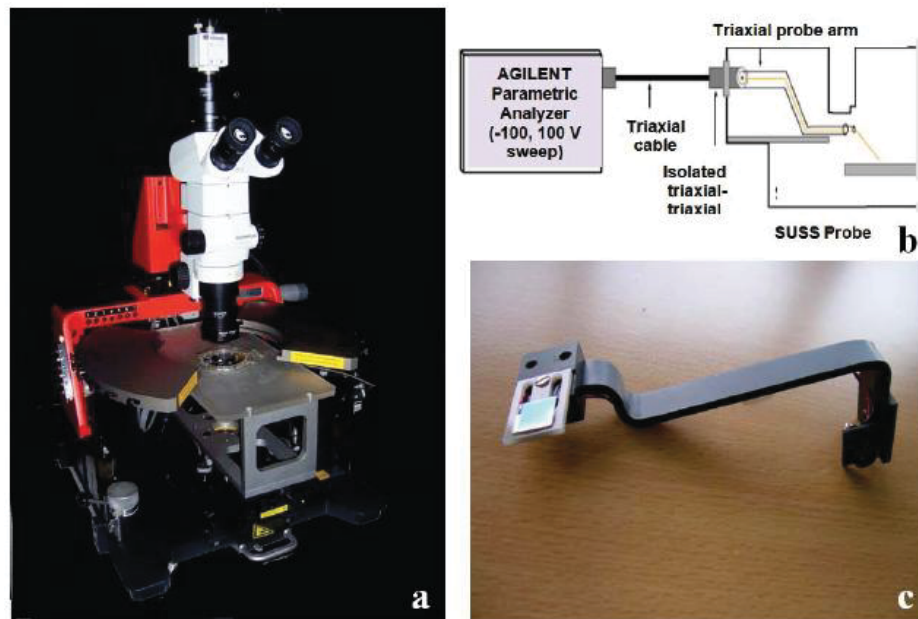 a
AGILENT
Parametric
Analyzer
(-100, 100 V
sweep)
Triaxial probe arm
Triaxial
cable
Isolated
triaxial-
triaxial
SUSS Probe
b
c